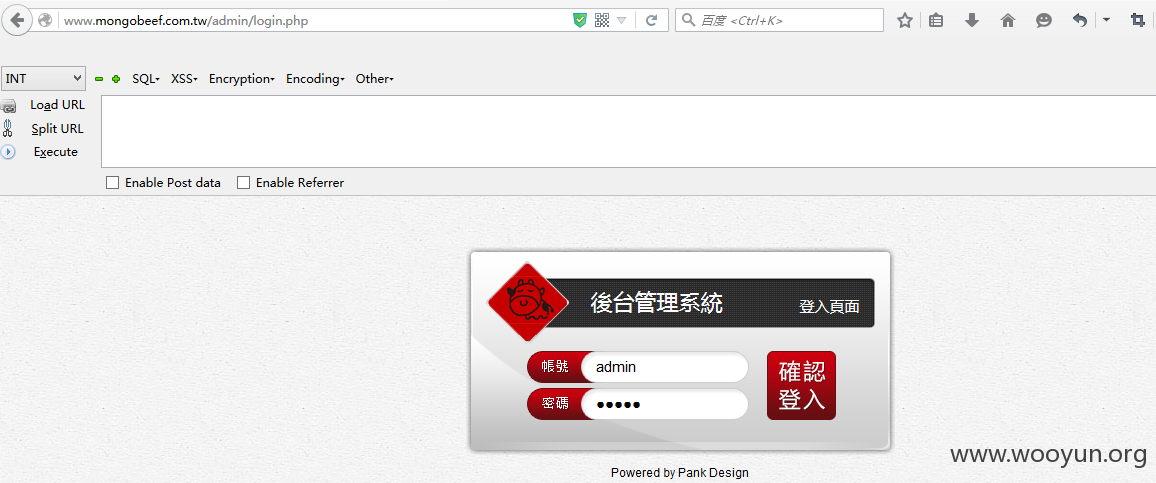 www.mongobeef.com.tw/admin/login.php
百度 <Ctrl+K>
INT SQL XSS Encryption Encoding Other
Load URL
Split URL
Execute
Enable Post data Enable Referrer
後台管理系統 登入頁面
帳號 admin
密碼 ●●●●●
確認
登入
www.wooyun.org
Powered by Pank Design